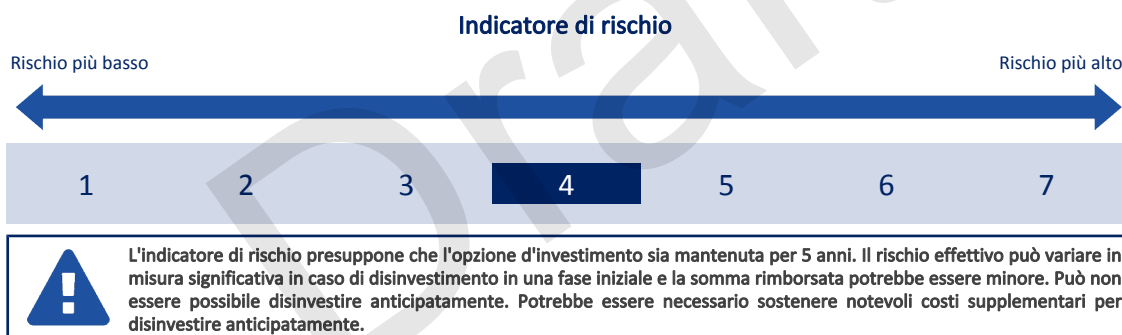 Indicatore di rischio
Rischio più basso
Rischio più alto
1 2 3 4 5 6 7
L'indicatore di rischio presuppone che l'opzione d'investimento sia mantenuta per 5 anni. Il rischio effettivo può variare in
misura significativa in caso di disinvestimento in una fase iniziale e la somma rimborsata potrebbe essere minore. Può non
essere possibile disinvestire anticipatamente. Potrebbe essere necessario sostenere notevoli costi supplementari per
disinvestire anticipatamente.